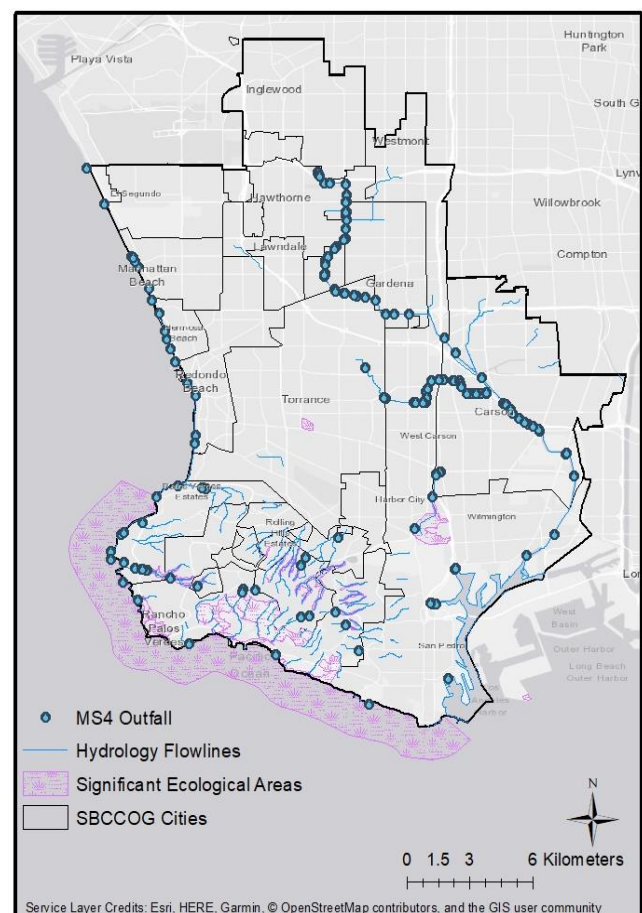 Huntington
Park
Playa Vista
Inglewood
South G
Westmont
Lynw
El Segundo
Hawthorne
Willowbrook
Lawndale
Compton
Manhattan
Beach
Gardena
Hermosa
Beach
Redondo
Beach
Torrance
Carson
West Carson
Palos Verdes
Estates
Harbor City
Rolling
Hills
Estates
Wilmington
Lon
Rancho
Palos
Verdes
West
Basin
San Pedro
Outer Harbor
Pacific
Ocean
Long Beach
Outer Harbor
Harbor
MS4 Outfall
Hydrology Flowlines
Significant Ecological Areas
SBCCOG Cities
N
0 1.5 3 6 Kilometers
Service Layer Credits: Esri, HERE, Garmin, © OpenStreetMap contributors, and the GIS user community